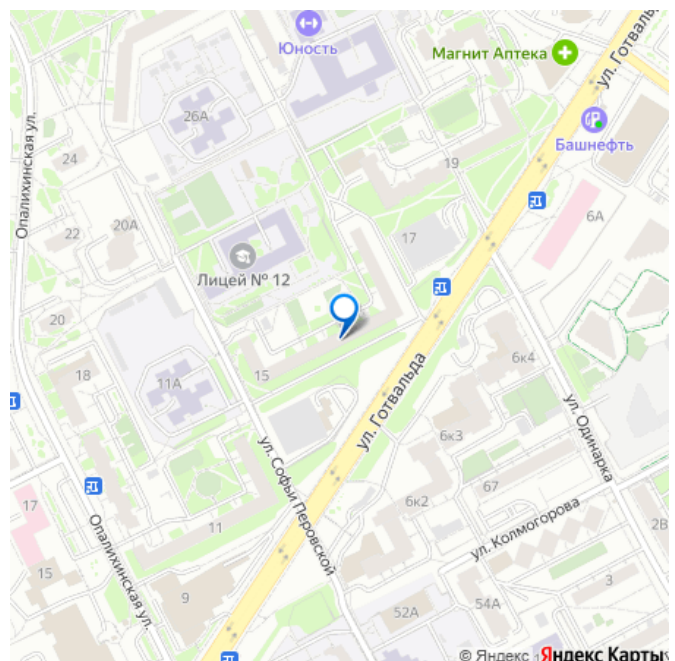 Юность
Магнит Аптека
ул. Готвальд
Башнефть
26А
Опалихинская ул.
24
19
20А
22
17
6А
Лицей № 12
20
18
11А
15
6к4
ул. Готвальда
ул. Одинарка
6к3
ул. Софьи Перовской
67
6к2
17
11
ул. Колмогорова
2В
Опалихинская ул.
15
9
3
52А
54А
© Яндекс
Яндекс Карты